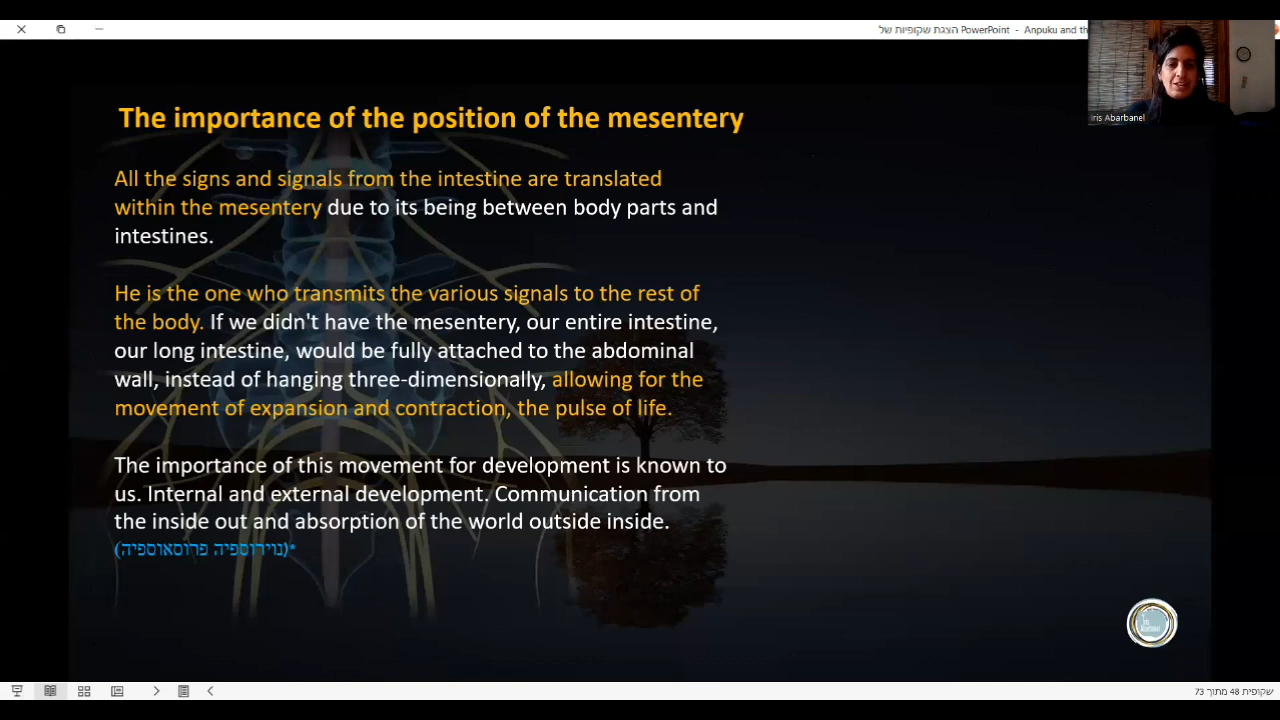 הצגת שקופיות של PowerPoint - Anpuku and th
Iris Abarbanel
The importance of the position of the mesentery
All the signs and signals from the intestine are translated
within the mesentery due to its being between body parts and
intestines.
He is the one who transmits the various signals to the rest of
the body. If we didn't have the mesentery, our entire intestine,
our long intestine, would be fully attached to the abdominal
wall, instead of hanging three-dimensionally, allowing for the
movement of expansion and contraction, the pulse of life.
The importance of this movement for development is known to
us. Internal and external development. Communication from
the inside out and absorption of the world outside inside.
*(נוירוספיה פרוסאוספיה)
Iris
Abarbanel
שקופית 48 מתוך 73